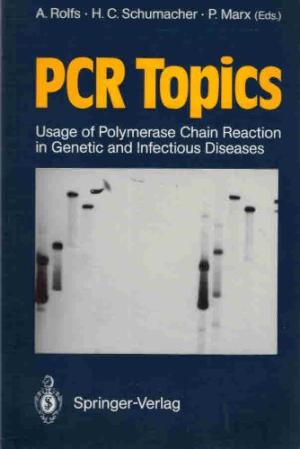 A. Rolfs · H. C. Schumacher · P. Marx (Eds.)
PCR Topics
Usage of Polymerase Chain Reaction
in Genetic and Infectious Diseases
Springer-Verlag